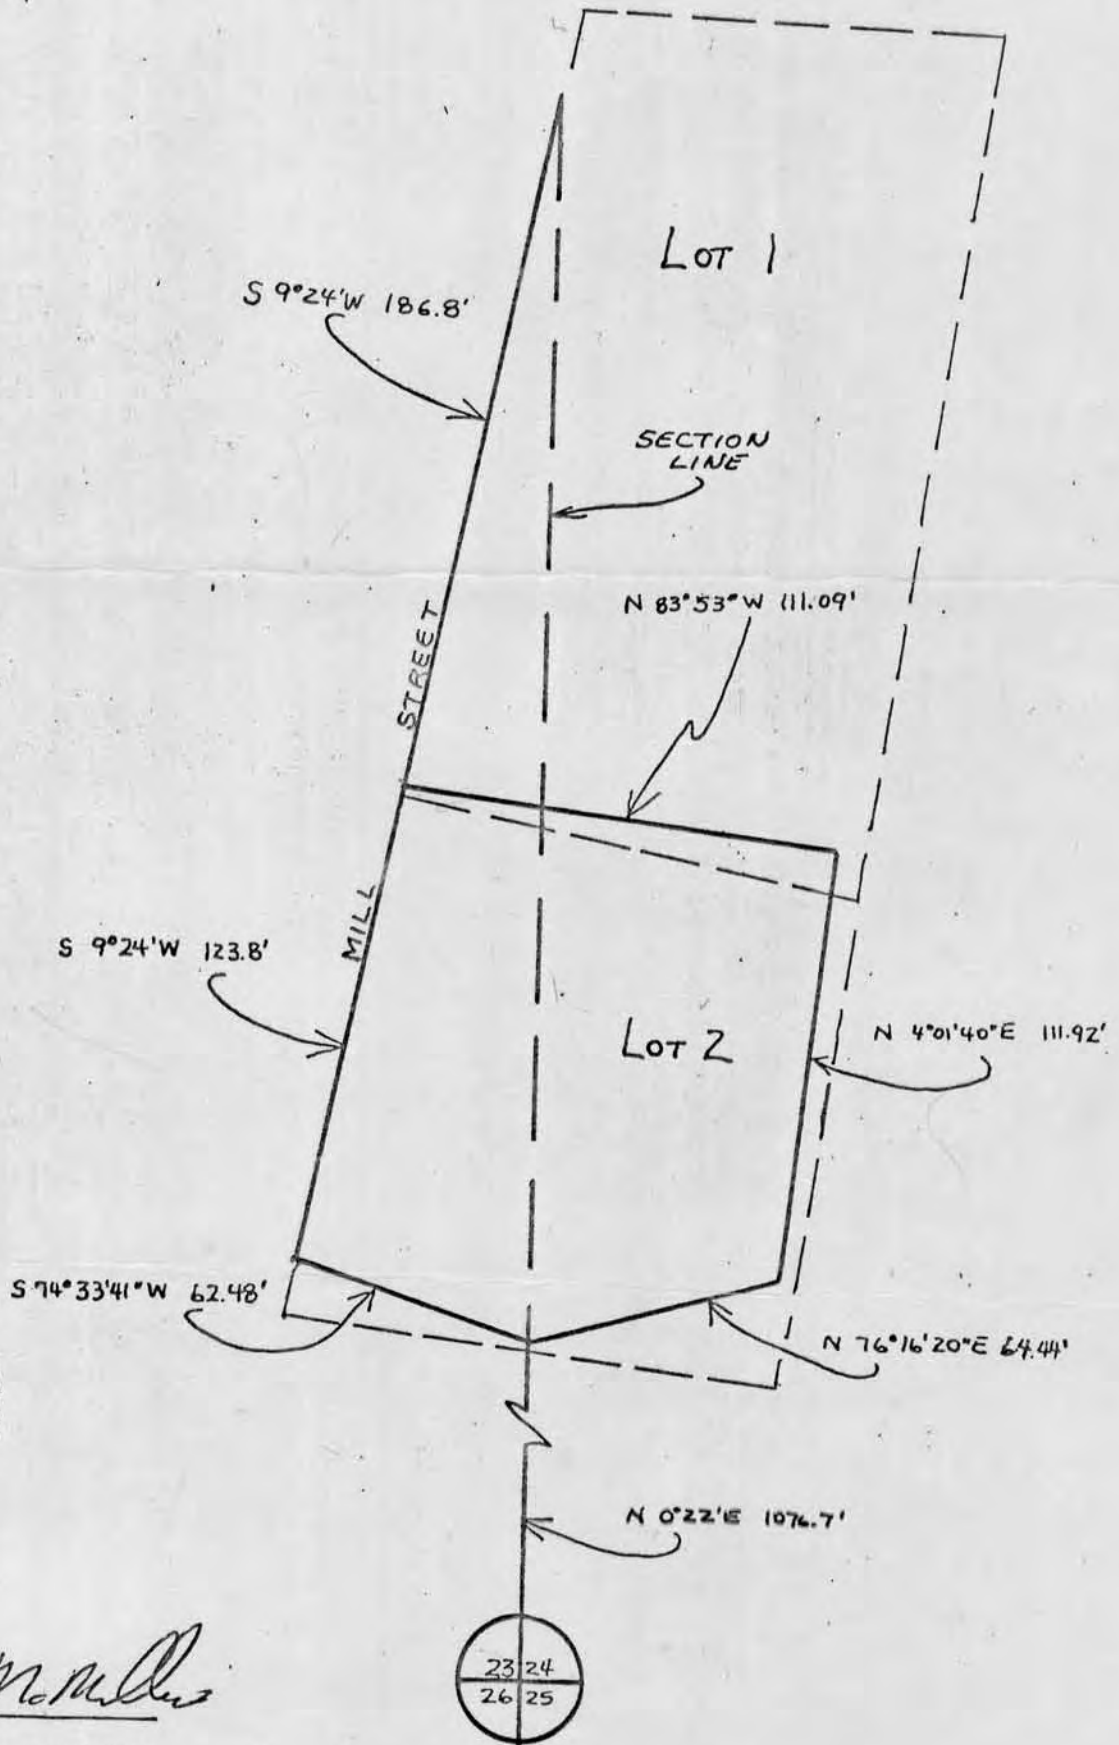 Lot 1
S 9°24'W 186.8'
SECTION
LINE
N 83°53"W 111.09'
STREET
MILL
S 9°24'W 123.8'
Lot 2
N 4°01'40"E 111.92'
S 74°33'41"W 62.48'
N 76°16'20"E 64.44'
N 0°22'E 1076.7'
23 24
26 25